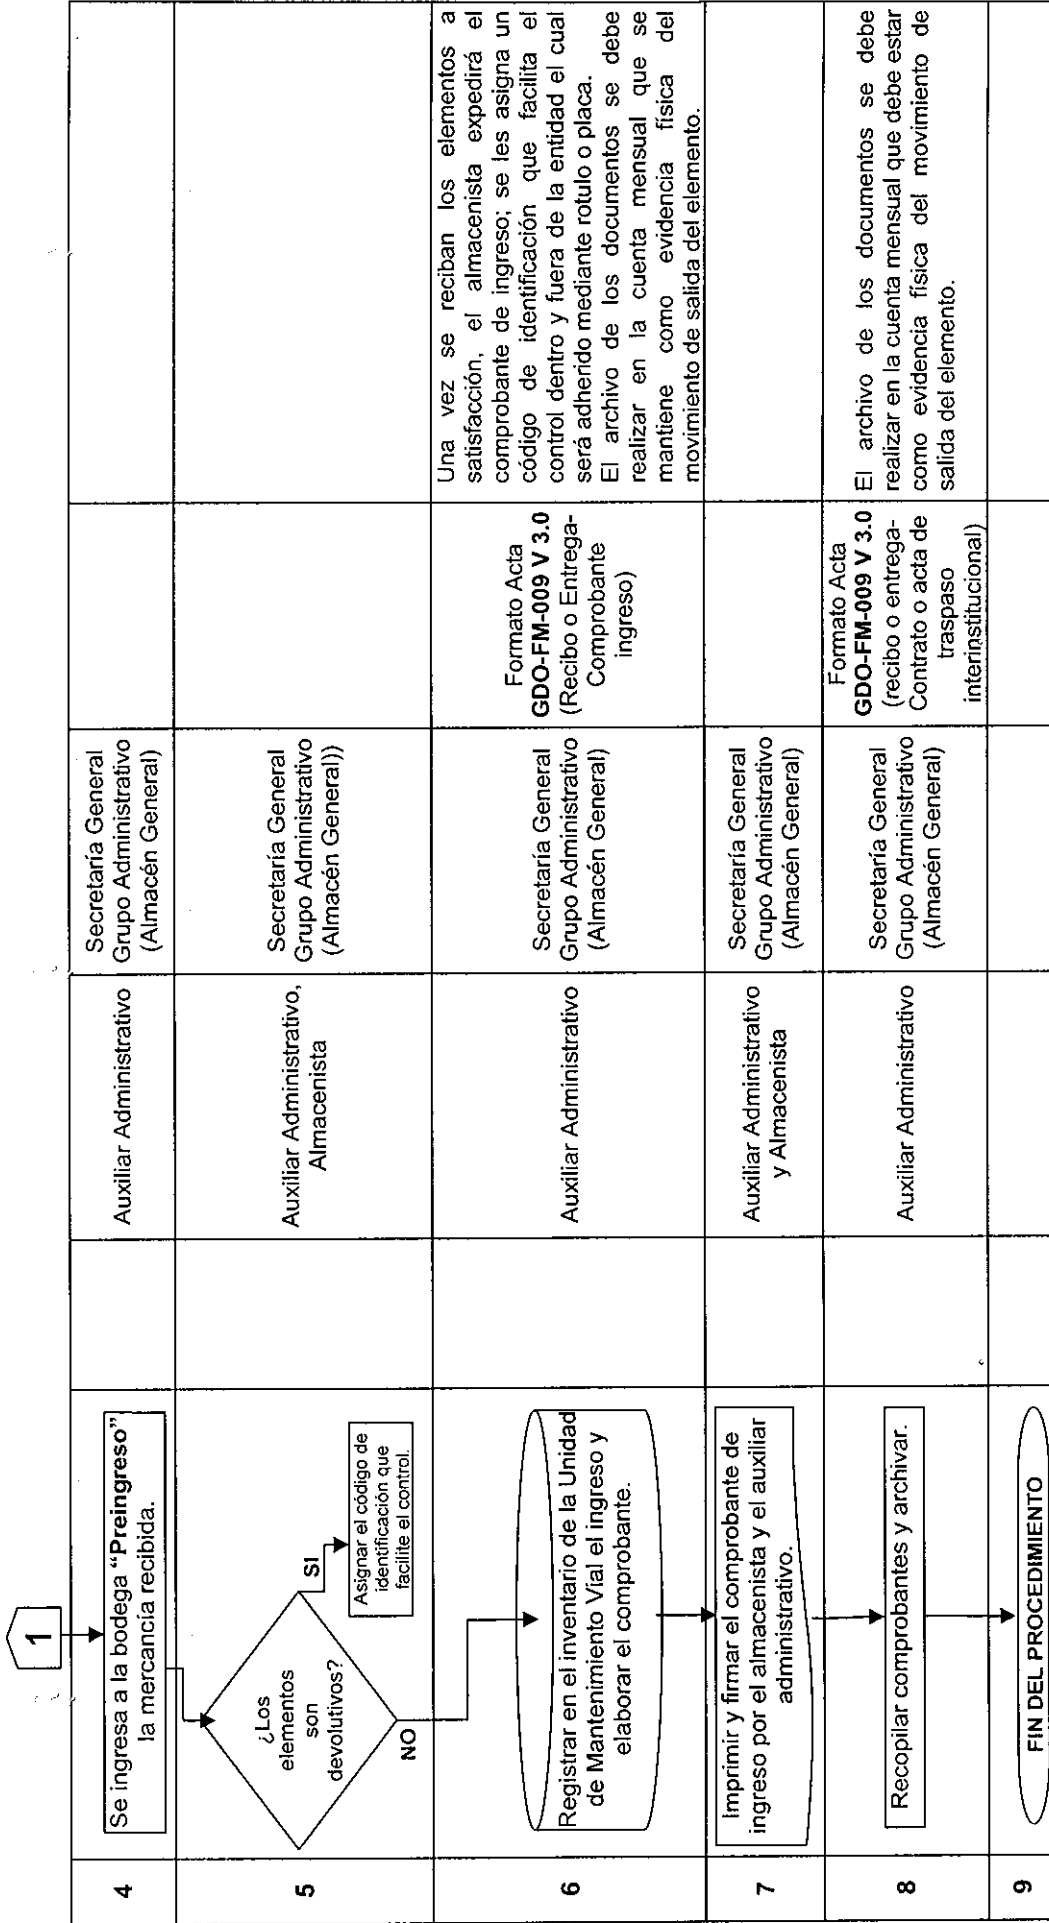 1
4
Se ingresa a la bodega “Preingreso”
la mercancía recibida.
Auxiliar Administrativo
Secretaría General
Grupo Administrativo
(Almacén General)
5
¿Los
elementos
son
devolutivos?
SI
NO
Asignar el código de
identificación que
facilite el control.
Auxiliar Administrativo,
Almacenista
Secretaría General
Grupo Administrativo
(Almacén General))
6
Registrar en el inventario de la Unidad
de Mantenimiento Vial el ingreso y
elaborar el comprobante.
Auxiliar Administrativo
Secretaría General
Grupo Administrativo
(Almacén General)
Formato Acta
GDO-FM-009 V 3.0
(Recibo o Entrega-
Comprobante
ingreso)
Una vez se reciban los elementos a
satisfacción, el almacenista expedirá el
comprobante de ingreso; se les asigna un
código de identificación que facilita el
control dentro y fuera de la entidad el cual
será adherido mediante rotulo o placa.
El archivo de los documentos se debe
realizar en la cuenta mensual que se
mantiene como evidencia física del
movimiento de salida del elemento.
7
Imprimir y firmar el comprobante de
ingreso por el almacenista y el auxiliar
administrativo.
Auxiliar Administrativo
y Almacenista
Secretaría General
Grupo Administrativo
(Almacén General)
8
Recopilar comprobantes y archivar.
Auxiliar Administrativo
Secretaría General
Grupo Administrativo
(Almacén General)
Formato Acta
GDO-FM-009 V 3.0
(recibo o entrega-
Contrato o acta de
traspaso
interinstitucional)
El archivo de los documentos se debe
realizar en la cuenta mensual que debe estar
como evidencia física del movimiento de
salida del elemento.
9
FIN DEL PROCEDIMIENTO